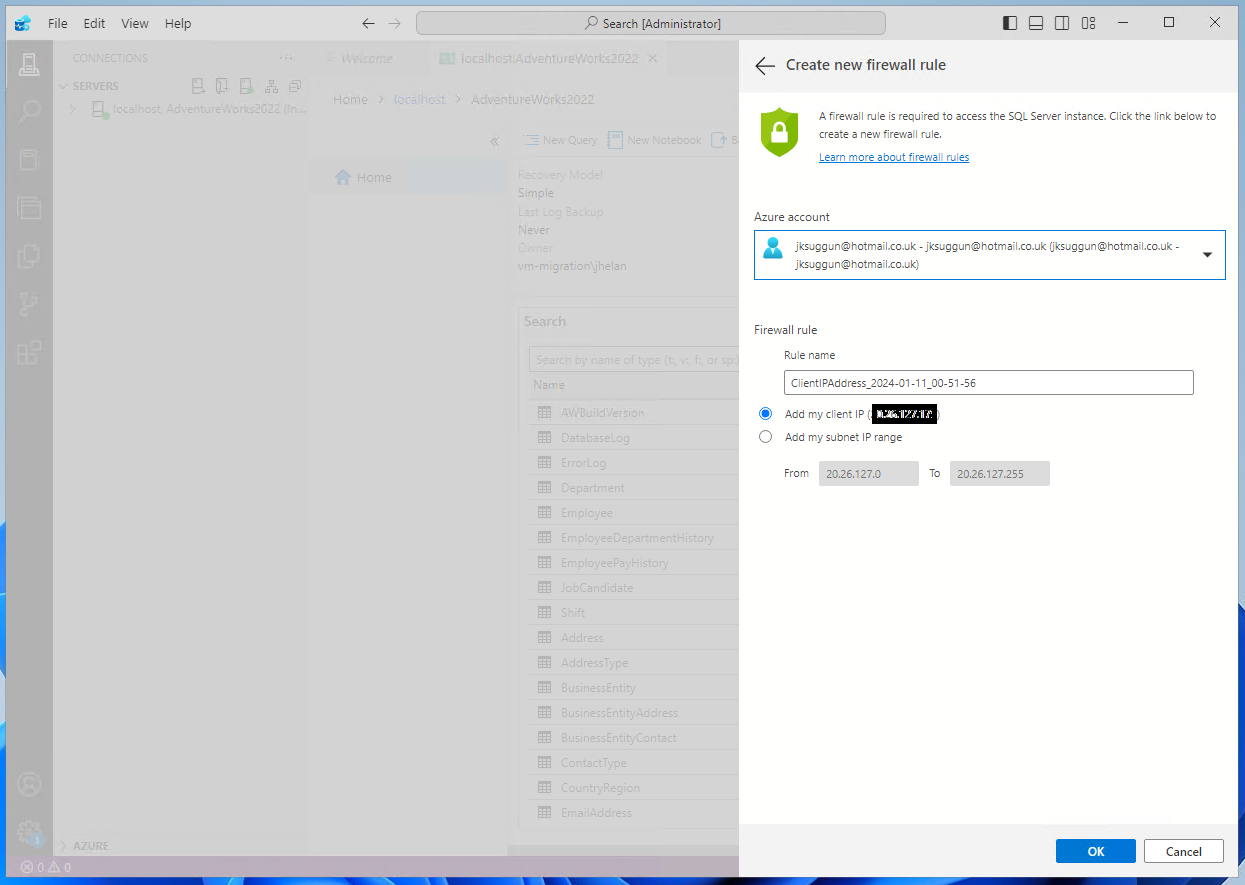 File Edit View Help
Search [Administrator]
CONNECTIONS
SERVERS
localhost, AdventureWorks2022 (In...
Welcome
localhost:AdventureWorks2022
Home > localhost > AdventureWorks2022
New Query New Notebook
Home
Recovery Model
Simple
Last Log Backup
Never
Owner
vm-migration\jhelan
Search
Search by name of type (t:, v:, f:, or sp:)
Name
AWBuildVersion
DatabaseLog
ErrorLog
Department
Employee
EmployeeDepartmentHistory
EmployeePayHistory
JobCandidate
Shift
Address
AddressType
BusinessEntity
BusinessEntityAddress
BusinessEntityContact
ContactType
CountryRegion
EmailAddress
AZURE
1
0 0
Create new firewall rule
A firewall rule is required to access the SQL Server instance. Click the link below to
create a new firewall rule.
Learn more about firewall rules
Azure account
jksuggun@hotmail.co.uk - jksuggun@hotmail.co.uk (jksuggun@hotmail.co.uk -
jksuggun@hotmail.co.uk)
Firewall rule
Rule name
ClientIPAddress_2024-01-11_00-51-56
Add my client IP (
)
Add my subnet IP range
From 20.26.127.0 To 20.26.127.255
OK Cancel